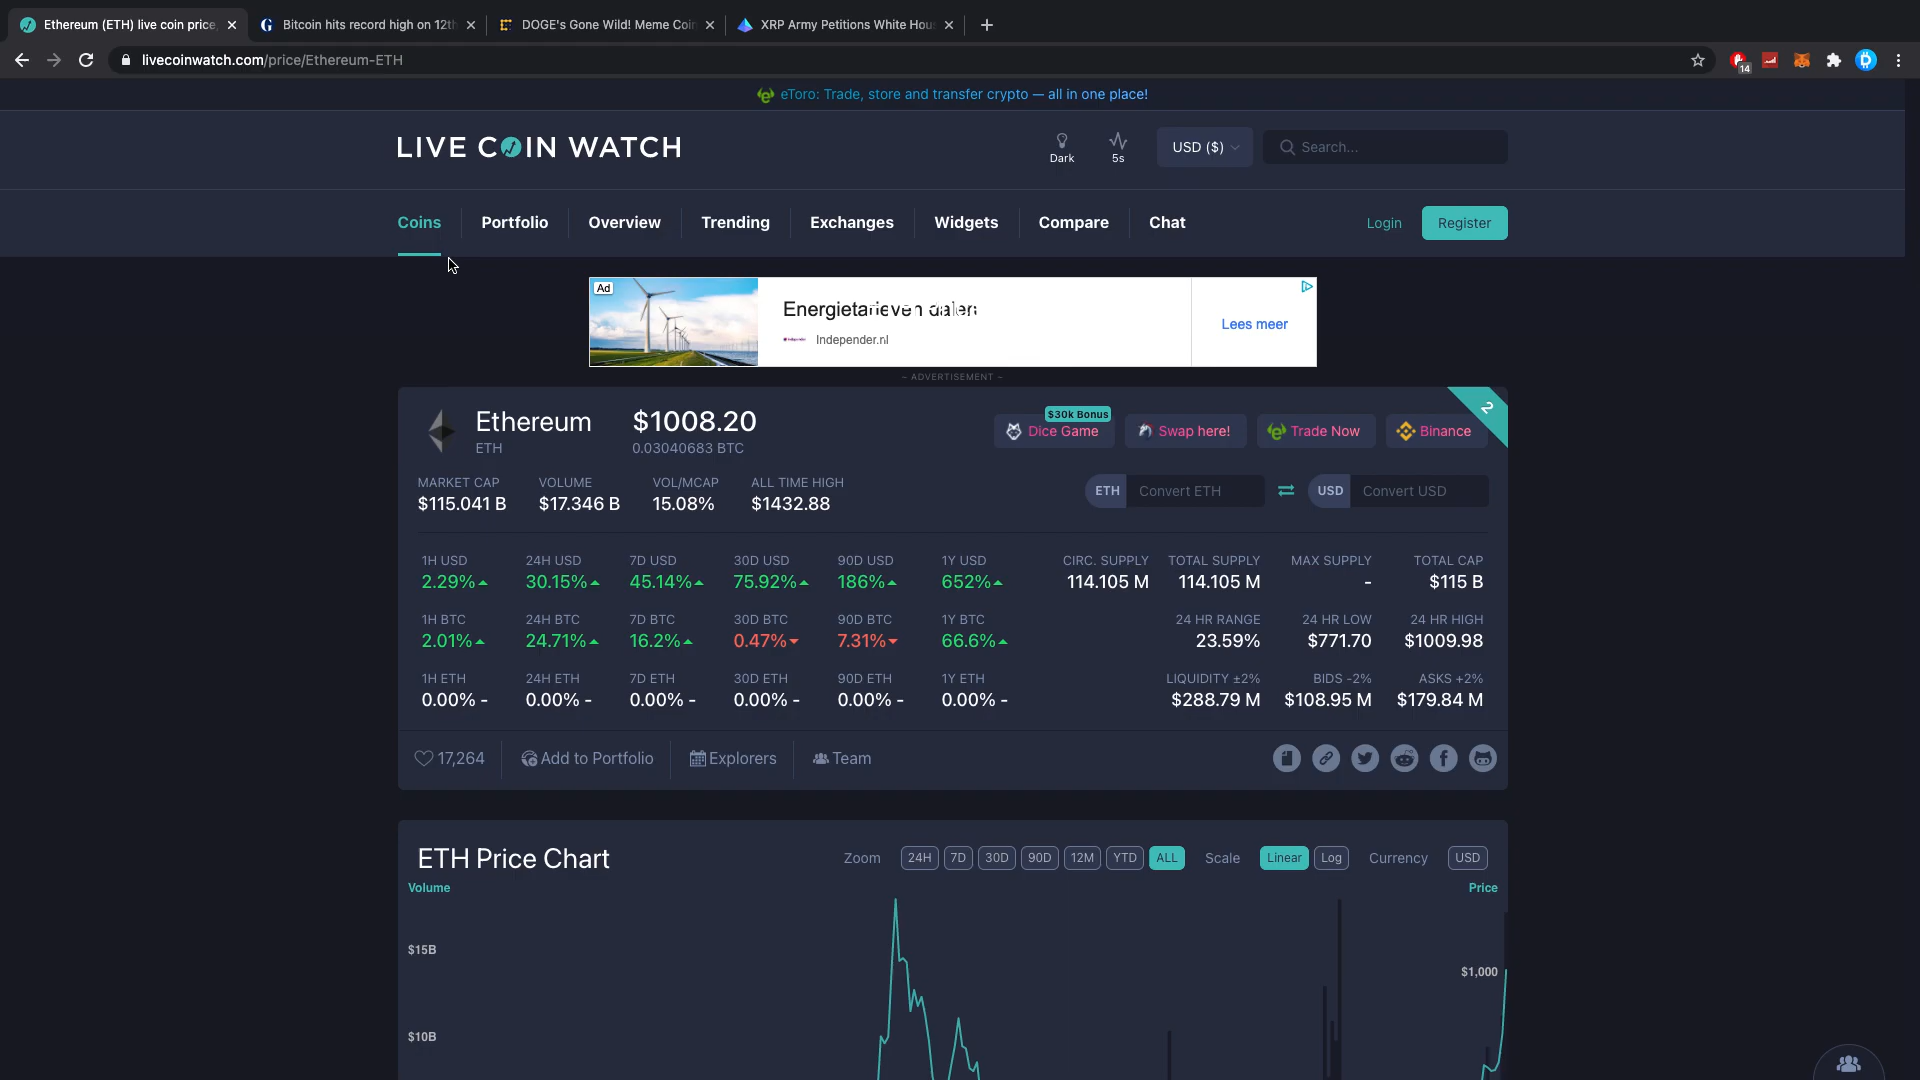 Ethereum (ETH) live coin price,
Bitcoin hits record high on 12th
DOGE's Gone Wild! Meme Coin
XRP Army Petitions White Hou
livecoinwatch.com/price/Ethereum-ETH
14
eToro: Trade, store and transfer crypto — all in one place!
LIVE COIN WATCH
Dark
5s
USD ($)
Search...
Coins
Portfolio
Overview
Trending
Exchanges
Widgets
Compare
Chat
Login
Register
Ad
Independer.nl
Lees meer
– ADVERTISEMENT –
Ethereum
$1008.20
ETH
0.03040683 BTC
$30k Bonus
Dice Game
Swap here!
Trade Now
Binance
2
MARKET CAP
VOLUME
VOL/MCAP
ALL TIME HIGH
$115.041 B
$17.346 B
15.08%
$1432.88
ETH
Convert ETH
USD
Convert USD
1H USD
24H USD
7D USD
30D USD
90D USD
1Y USD
CIRC. SUPPLY
TOTAL SUPPLY
MAX SUPPLY
TOTAL CAP
2.29%
30.15%
45.14%
75.92%
186%
652%
114.105 M
114.105 M
-
$115 B
1H BTC
24H BTC
7D BTC
30D BTC
90D BTC
1Y BTC
24 HR RANGE
24 HR LOW
24 HR HIGH
2.01%
24.71%
16.2%
0.47%
7.31%
66.6%
23.59%
$771.70
$1009.98
1H ETH
24H ETH
7D ETH
30D ETH
90D ETH
1Y ETH
LIQUIDITY ±2%
BIDS -2%
ASKS +2%
0.00% -
0.00% -
0.00% -
0.00% -
0.00% -
0.00% -
$288.79 M
$108.95 M
$179.84 M
17,264
Add to Portfolio
Explorers
Team
ETH Price Chart
Zoom
24H
7D
30D
90D
12M
YTD
ALL
Scale
Linear
Log
Currency
USD
Volume
Price
$15B
$1,000
$10B